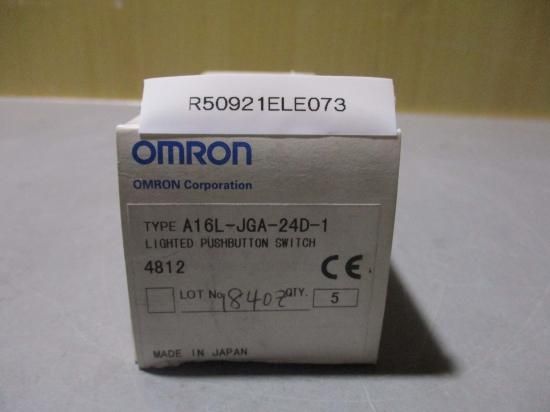 R50921ELE073
OMRON
OMRON Corporation
TYPE A16L-JGA-24D-1
LIGHTED PUSHBUTTON SWITCH
4812 CE
LOT No. 18402 QTY. 5
MADE IN JAPAN